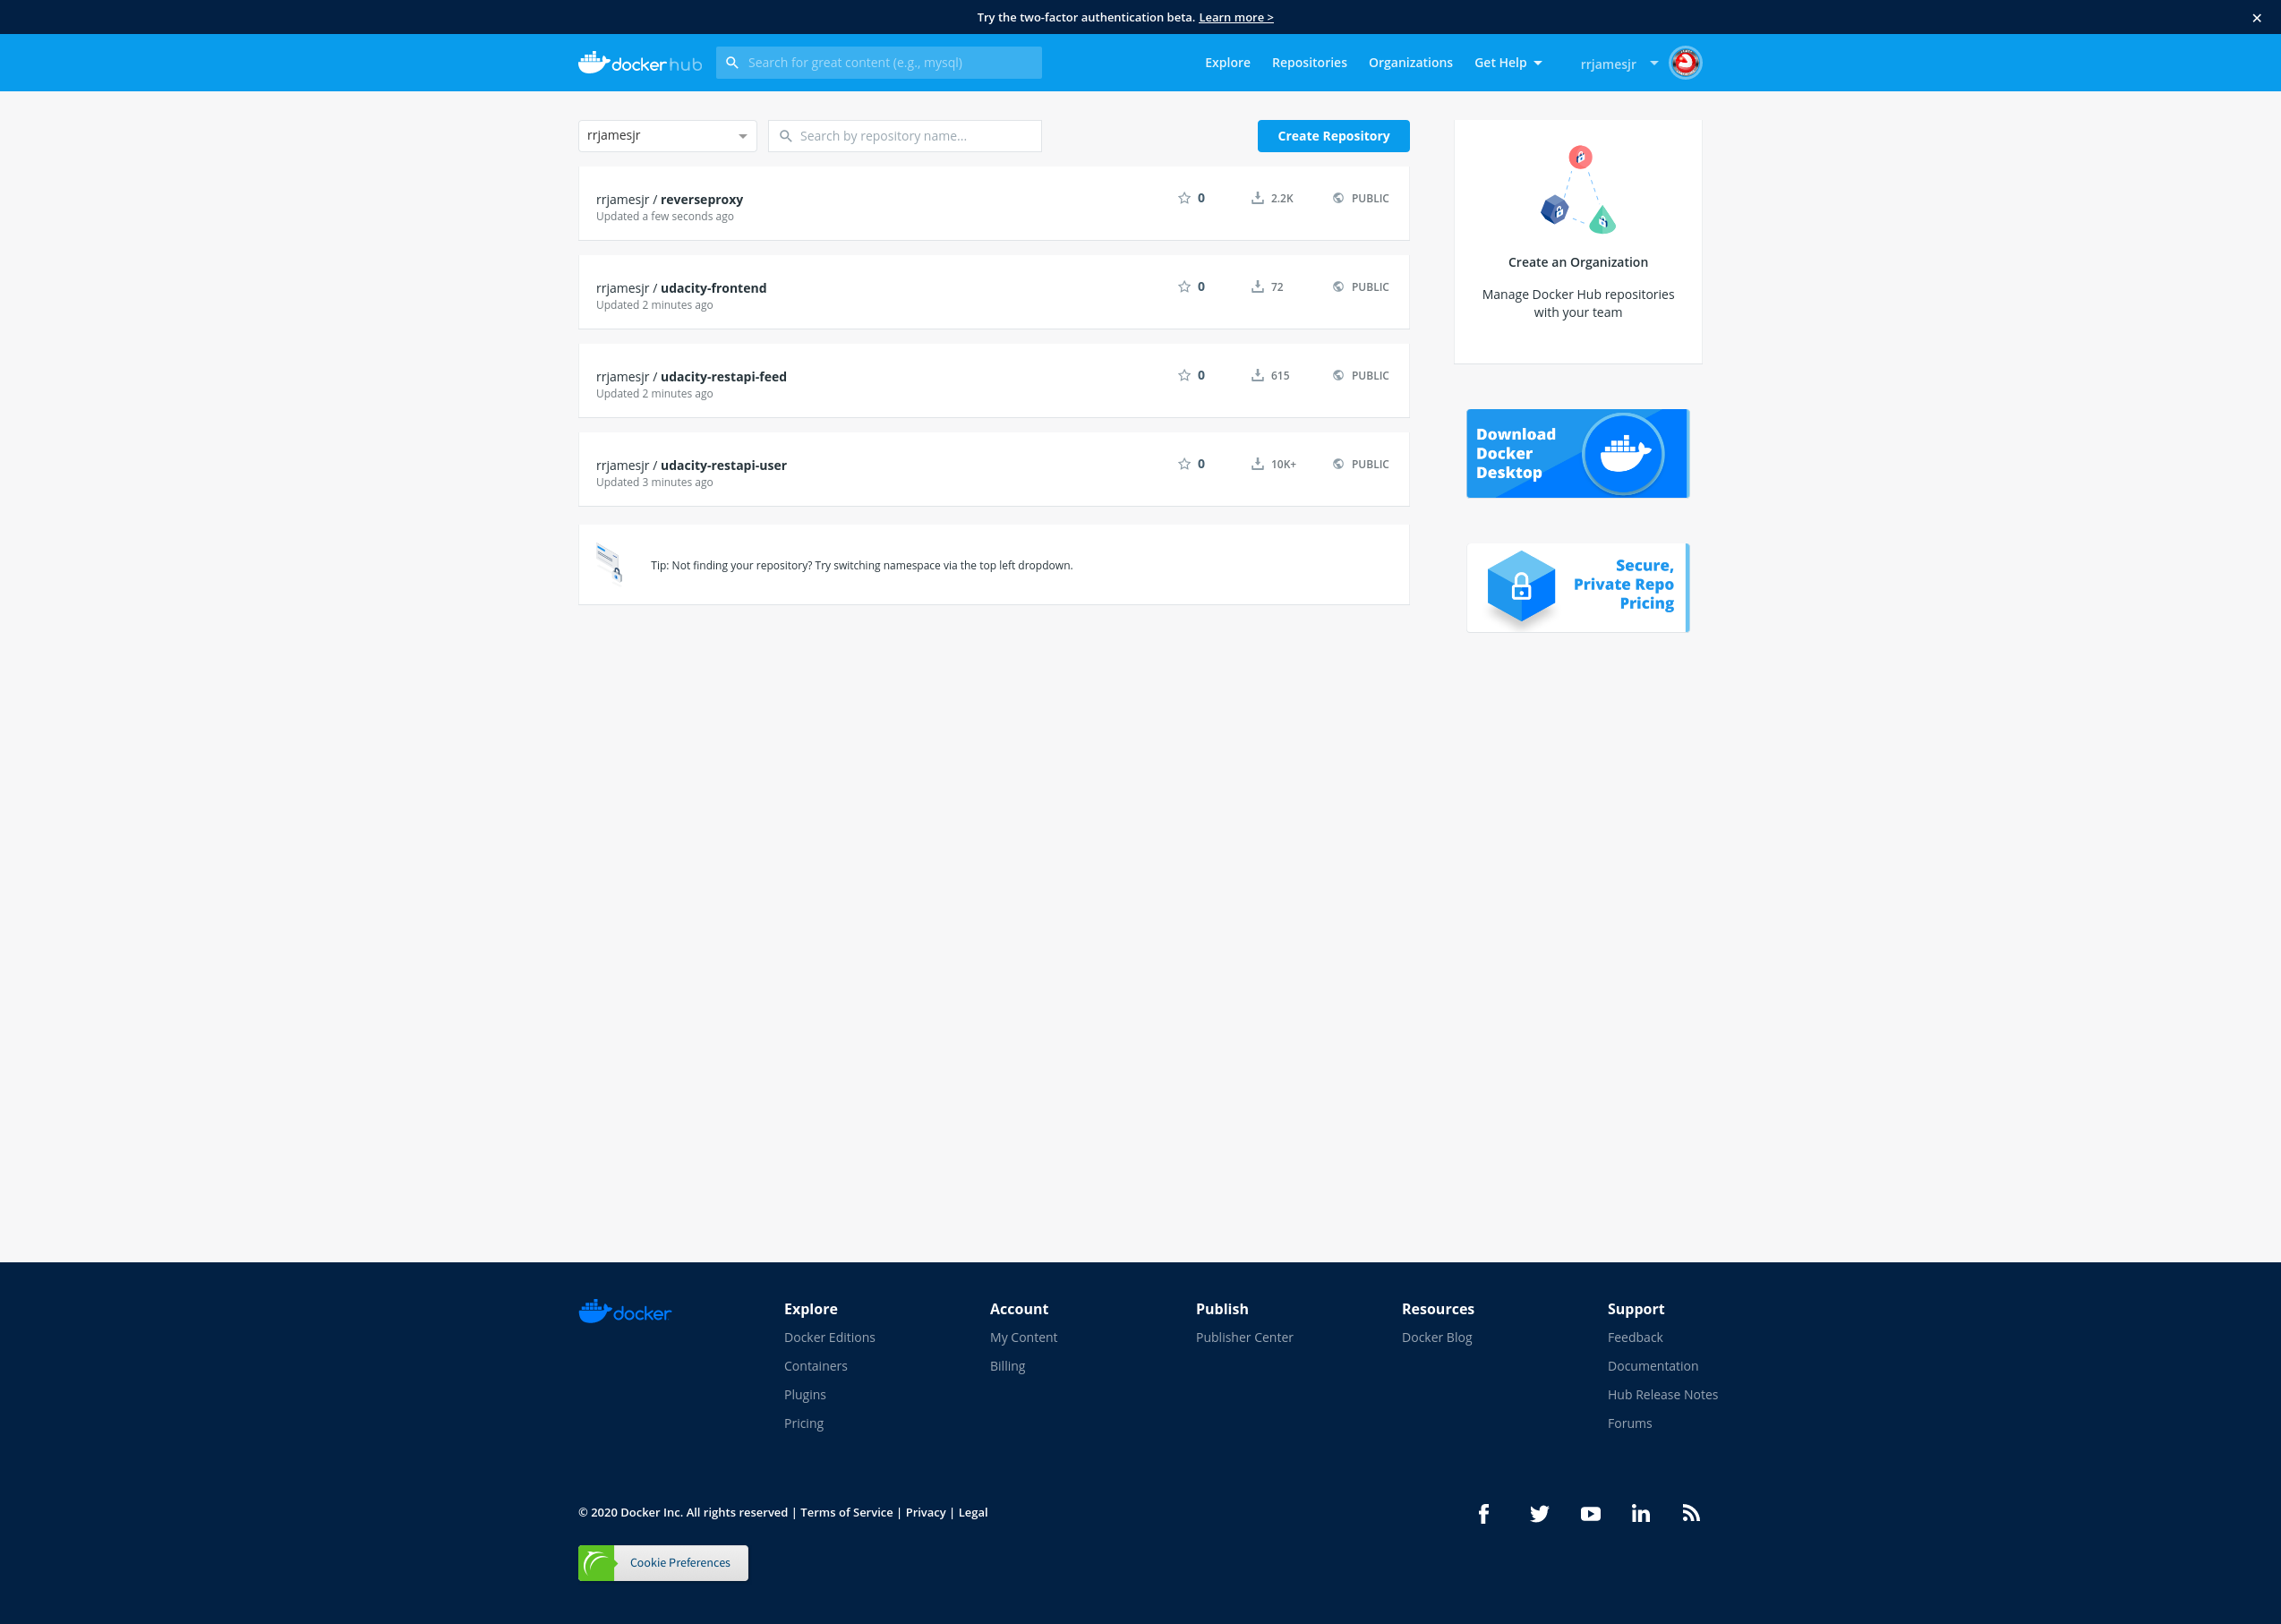 Try the two-factor authentication beta. Learn more >
✕
docker hub
Search for great content (e.g., mysql)
Explore
Repositories
Organizations
Get Help
rrjamesjr
rrjamesjr
Search by repository name...
Create Repository
rrjamesjr / reverseproxy
Updated a few seconds ago
0
2.2K
PUBLIC
rrjamesjr / udacity-frontend
Updated 2 minutes ago
0
72
PUBLIC
rrjamesjr / udacity-restapi-feed
Updated 2 minutes ago
0
615
PUBLIC
rrjamesjr / udacity-restapi-user
Updated 3 minutes ago
0
10K+
PUBLIC
Tip: Not finding your repository? Try switching namespace via the top left dropdown.
Create an Organization
Manage Docker Hub repositories
with your team
Download
Docker
Desktop
Secure,
Private Repo
Pricing
docker
Explore
Docker Editions
Containers
Plugins
Pricing
Account
My Content
Billing
Publish
Publisher Center
Resources
Docker Blog
Support
Feedback
Documentation
Hub Release Notes
Forums
© 2020 Docker Inc. All rights reserved | Terms of Service | Privacy | Legal
Cookie Preferences